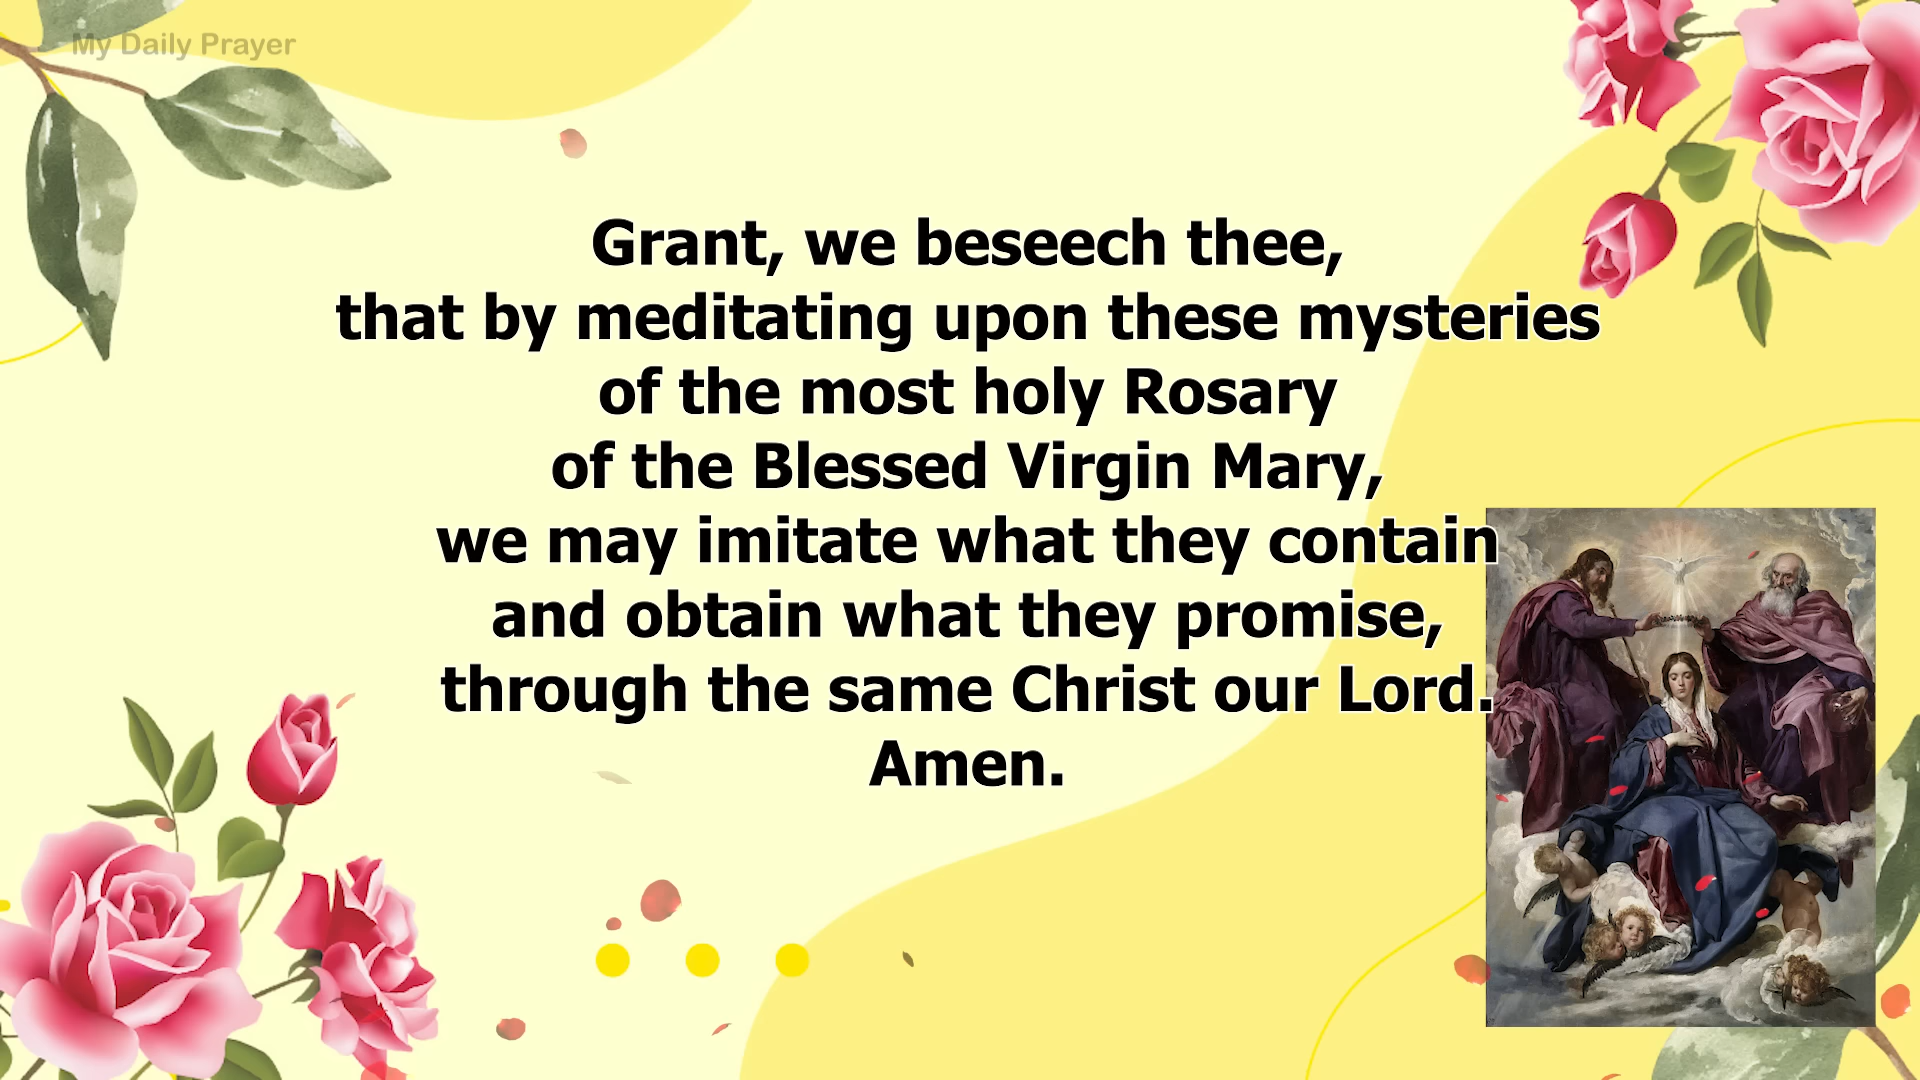 My Daily Prayer
Grant, we beseech thee,
that by meditating upon these mysteries
of the most holy Rosary
of the Blessed Virgin Mary,
we may imitate what they contain
and obtain what they promise,
through the same Christ our Lord.
Amen.